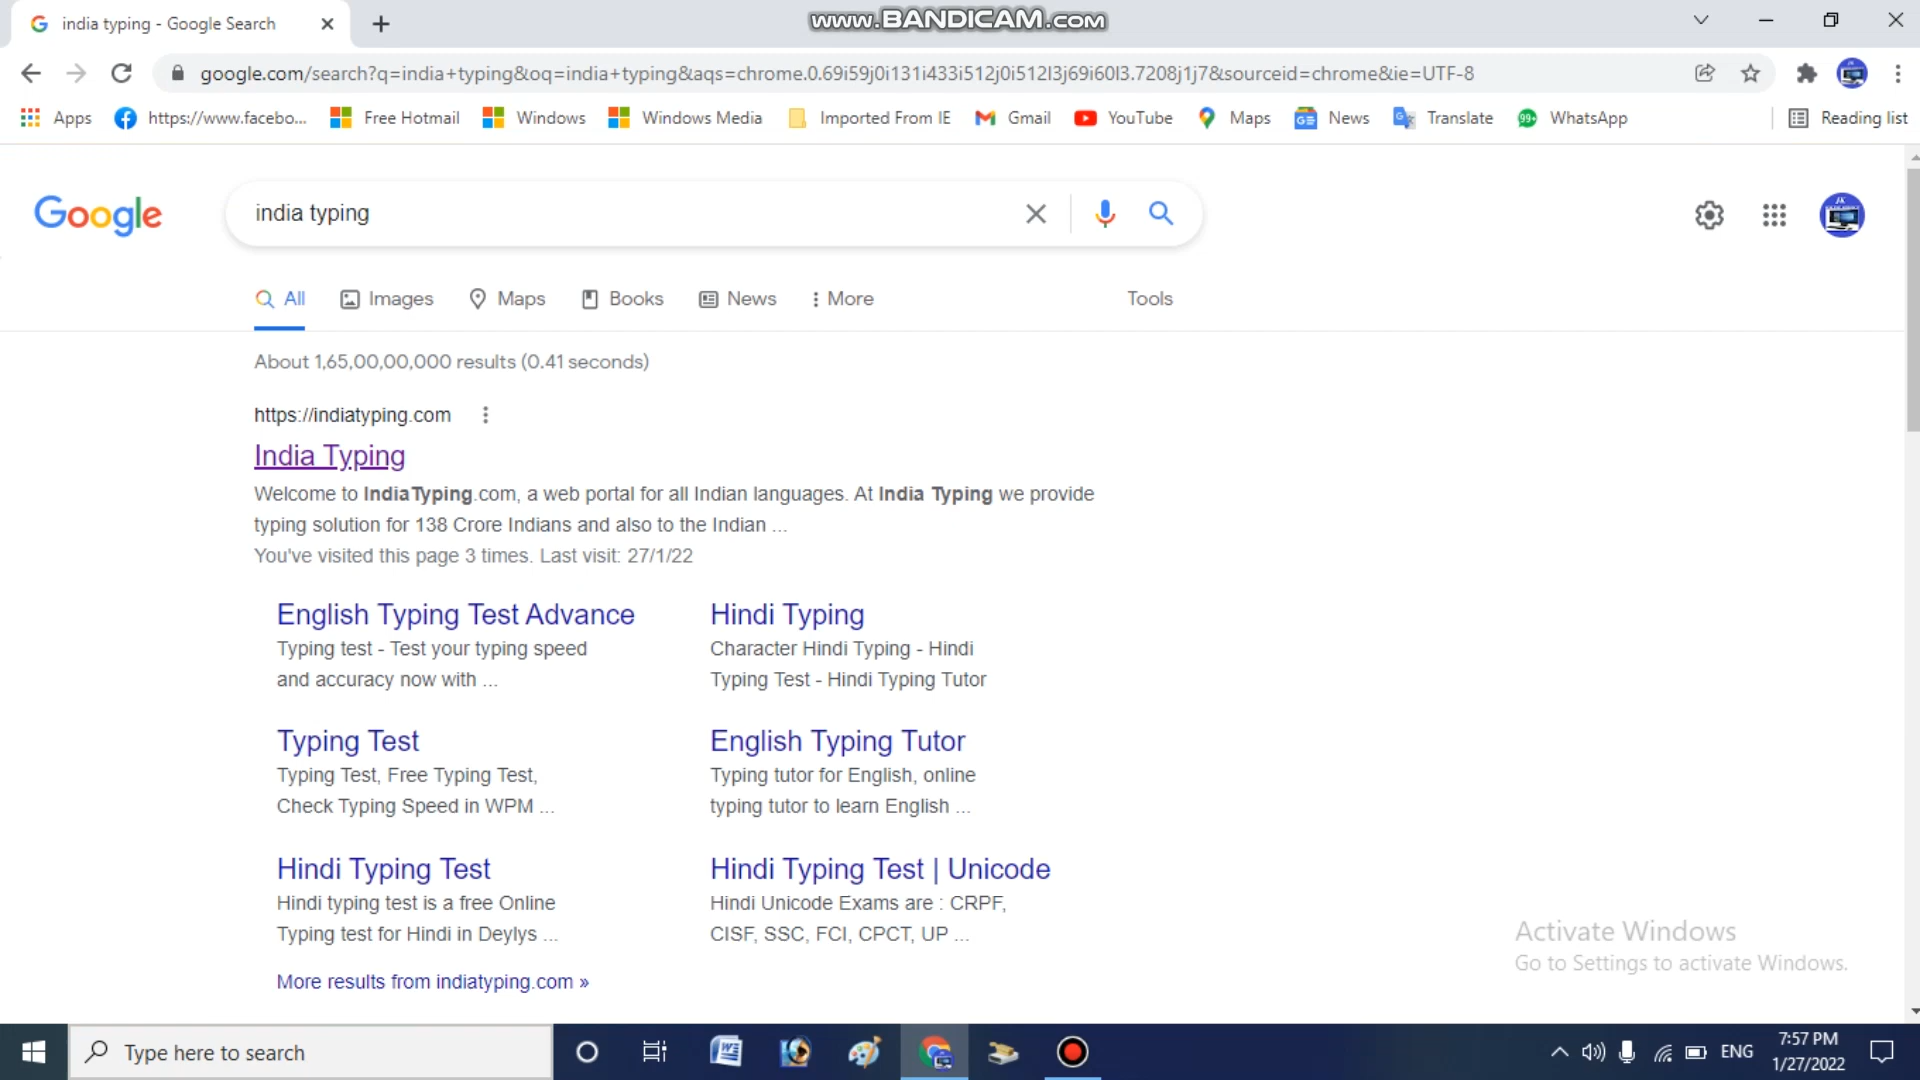 india typing - Google Search
www.BANDICAM.com
google.com/search?q=india+typing&oq=india+typing&aqs=chrome.0.69i59j0i131i433i512j0i512l3j69i60l3.7208j1j7&sourceid=chrome&ie=UTF-8
Apps https://www.facebo... Free Hotmail Windows Windows Media Imported From IE Gmail YouTube Maps News Translate 99+ WhatsApp Reading list
Google india typing
All Images Maps Books News More Tools
About 1,65,00,00,000 results (0.41 seconds)
https://indiatyping.com
India Typing
Welcome to IndiaTyping.com, a web portal for all Indian languages. At India Typing we provide
typing solution for 138 Crore Indians and also to the Indian ...
You've visited this page 3 times. Last visit: 27/1/22
English Typing Test Advance
Typing test - Test your typing speed
and accuracy now with ...
Hindi Typing
Character Hindi Typing - Hindi
Typing Test - Hindi Typing Tutor
Typing Test
Typing Test, Free Typing Test,
Check Typing Speed in WPM ...
English Typing Tutor
Typing tutor for English, online
typing tutor to learn English ...
Hindi Typing Test
Hindi typing test is a free Online
Typing test for Hindi in Deylys ...
Hindi Typing Test | Unicode
Hindi Unicode Exams are : CRPF,
CISF, SSC, FCI, CPCT, UP ...
More results from indiatyping.com »
Activate Windows
Go to Settings to activate Windows.
Type here to search
ENG
7:57 PM
1/27/2022